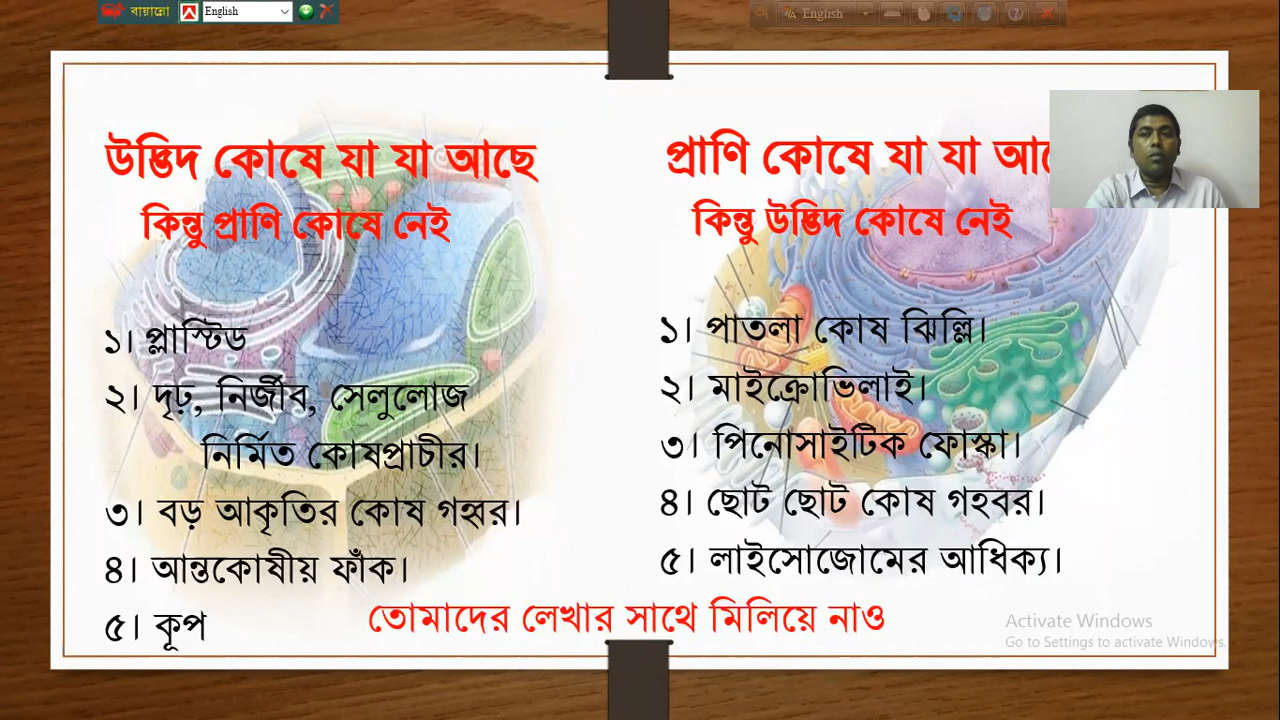 বায়ান্নো
English
English
উদ্ভিদ কোষে যা যা আছে
কিন্তু প্রাণি কোষে নেই
১। প্লাস্টিড
২। দৃঢ়, নির্জীব, সেলুলোজ
নির্মিত কোষপ্রাচীর।
৩। বড় আকৃতির কোষ গহ্বর।
৪। আন্তকোষীয় ফাঁক।
৫। কূপ
প্রাণি কোষে যা যা
কিন্তু উদ্ভিদ কোষে নেই
১। পাতলা কোষ ঝিল্লি।
২। মাইক্রোভিলাই।
৩। পিনোসাইটিক ফোস্কা।
৪। ছোট ছোট কোষ গহবর।
৫। লাইসোজোমের আধিক্য।
তোমাদের লেখার সাথে মিলিয়ে নাও
Activate Windows
Go to Settings to activate Windows.